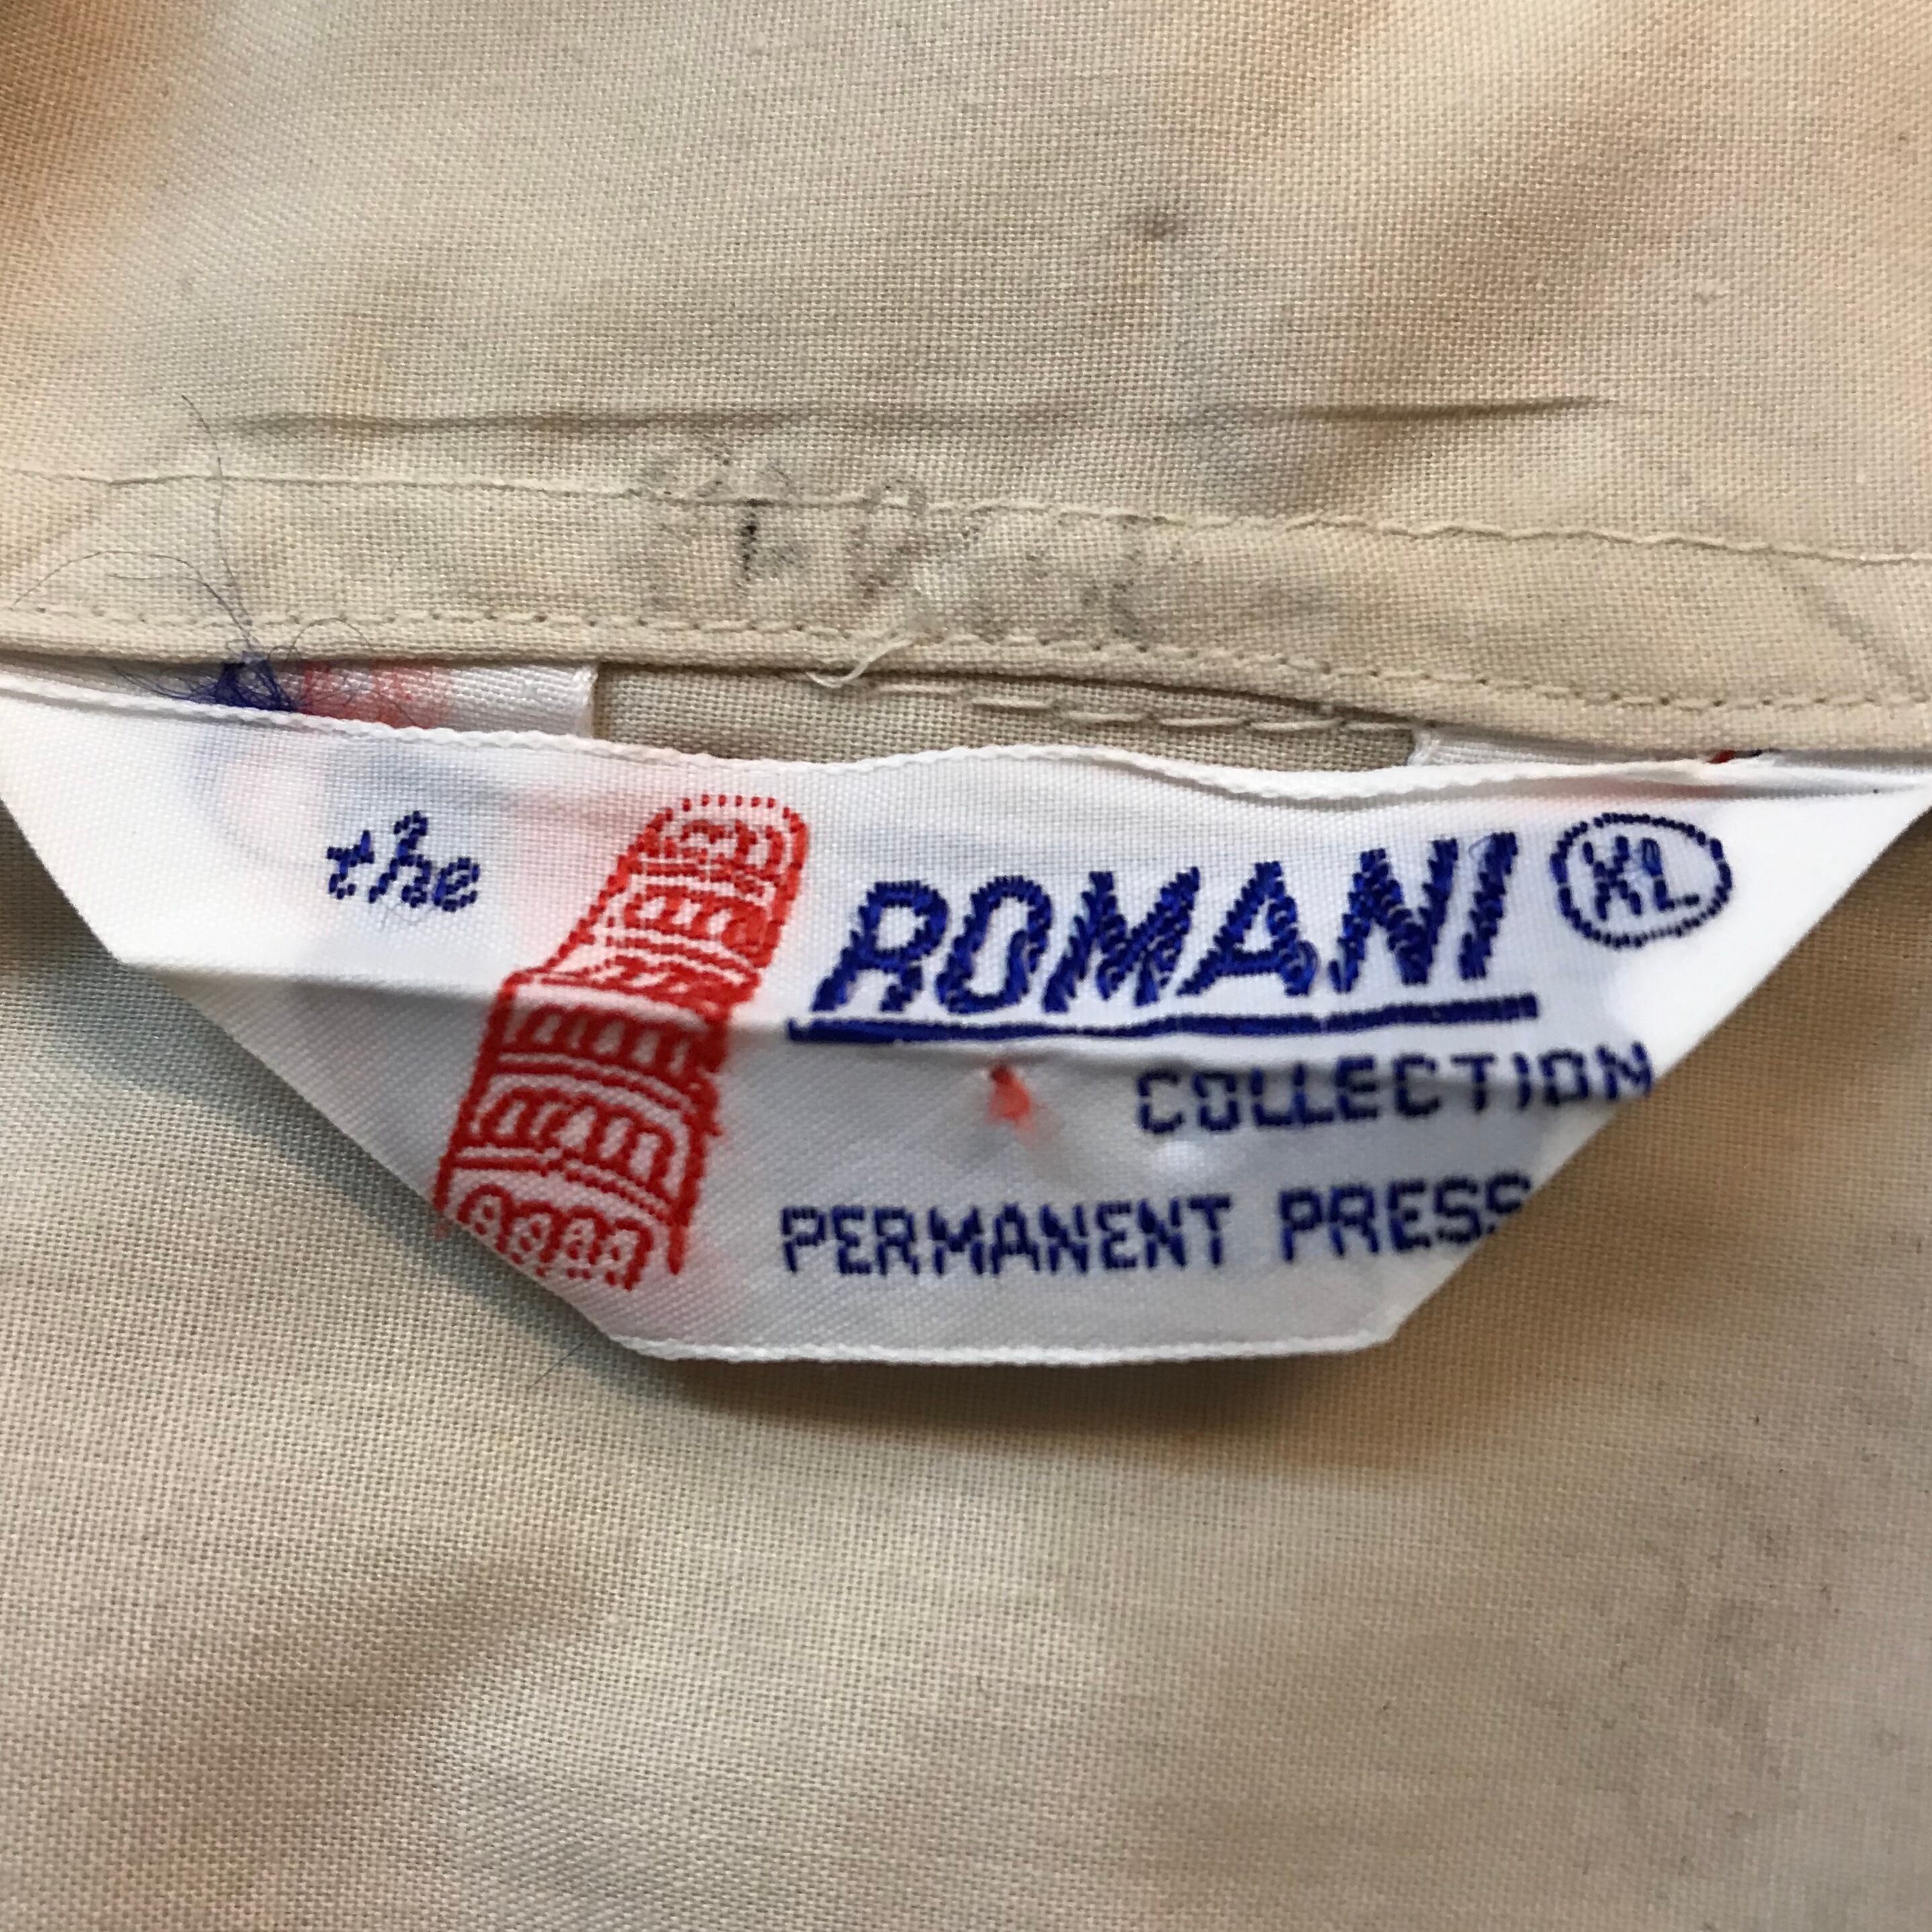 the ROMANI XL
COLLECTION
PERMANENT PRESS